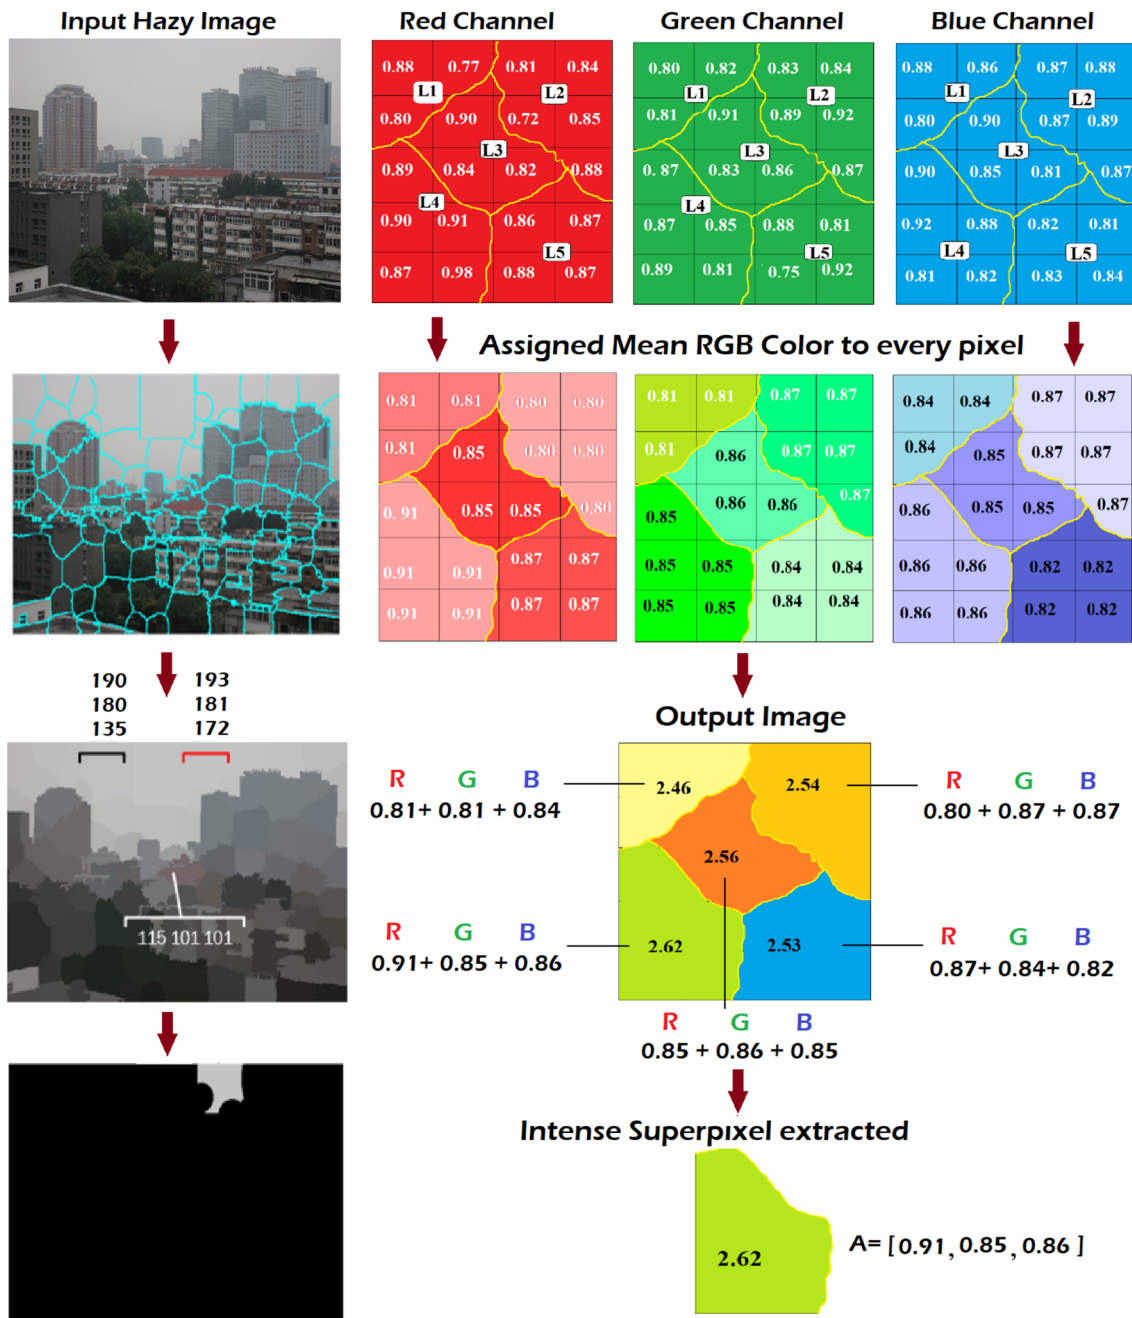 Input Hazy Image
Red Channel
Green Channel
Blue Channel
0.88 0.77 0.81 0.84
L1 L2
0.80 0.90 0.72 0.85
L3
0.89 0.84 0.82 0.88
L4
0.90 0.91 0.86 0.87
L5
0.87 0.98 0.88 0.87
0.80 0.82 0.83 0.84
L1 L2
0.81 0.91 0.89 0.92
L3
0.87 0.83 0.86 0.87
L4
0.87 0.85 0.88 0.81
L5
0.89 0.81 0.75 0.92
0.88 0.86 0.87 0.88
L1 L2
0.80 0.90 0.87 0.89
L3
0.90 0.85 0.81 0.87
0.92 0.88 0.82 0.81
L4 L5
0.81 0.82 0.83 0.84
Assigned Mean RGB Color to every pixel
0.81 0.81 0.80 0.80
0.81 0.85 0.80 0.80
0.91 0.85 0.85 0.80
0.91 0.91 0.87 0.87
0.91 0.91 0.87 0.87
0.81 0.81 0.87 0.87
0.81 0.86 0.87 0.87
0.85 0.86 0.86 0.87
0.85 0.85 0.84 0.84
0.85 0.85 0.84 0.84
0.84 0.84 0.87 0.87
0.84 0.85 0.87 0.87
0.86 0.85 0.85 0.87
0.86 0.86 0.82 0.82
0.86 0.86 0.82 0.82
190 193
180 181
135 172
115 101 101
Output Image
R G B
0.81+ 0.81 + 0.84
2.46
2.54
R G B
0.80 + 0.87 + 0.87
2.56
R G B
0.91+ 0.85 + 0.86
2.62
2.53
R G B
0.87+ 0.84+ 0.82
R G B
0.85 + 0.86 + 0.85
Intense Superpixel extracted
2.62
A= [ 0.91, 0.85, 0.86 ]